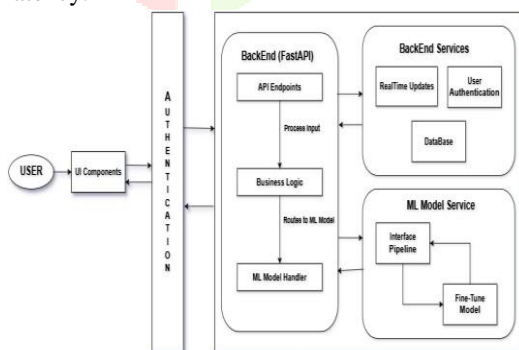 BackEnd (FastAPI)
API Endpoints
Process Input
Business Logic
Routes to ML Model
ML Model Handler
BackEnd Services
RealTime Updates
User
Authentication
DataBase
USER
UI Components
AUTHENTICATION
ML Model Service
Interface
Pipeline
Fine-Tune
Model